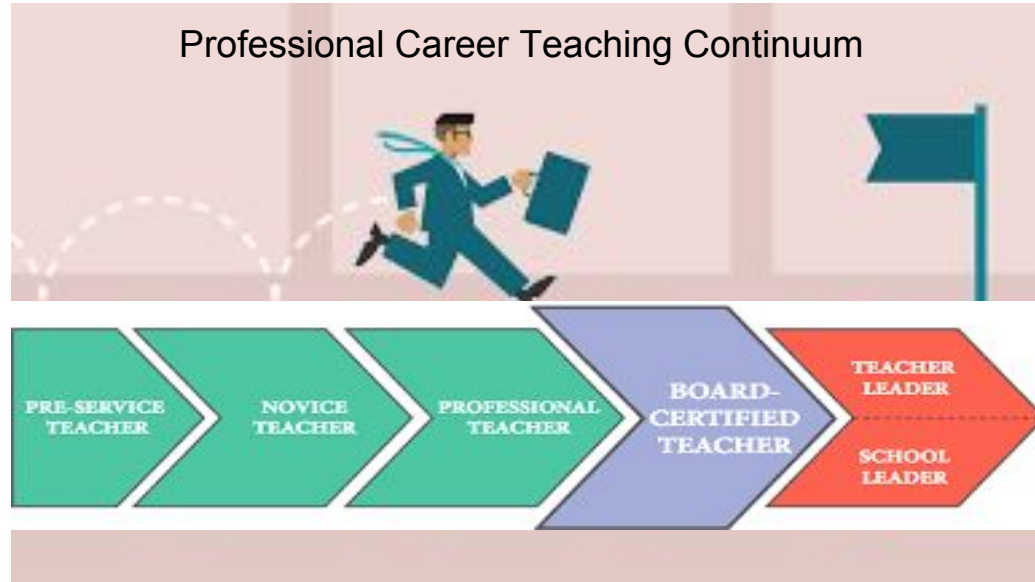 Professional Career Teaching Continuum
PRE-SERVICE
TEACHER
NOVICE
TEACHER
PROFESSIONAL
TEACHER
BOARD-
CERTIFIED
TEACHER
TEACHER
LEADER
SCHOOL
LEADER